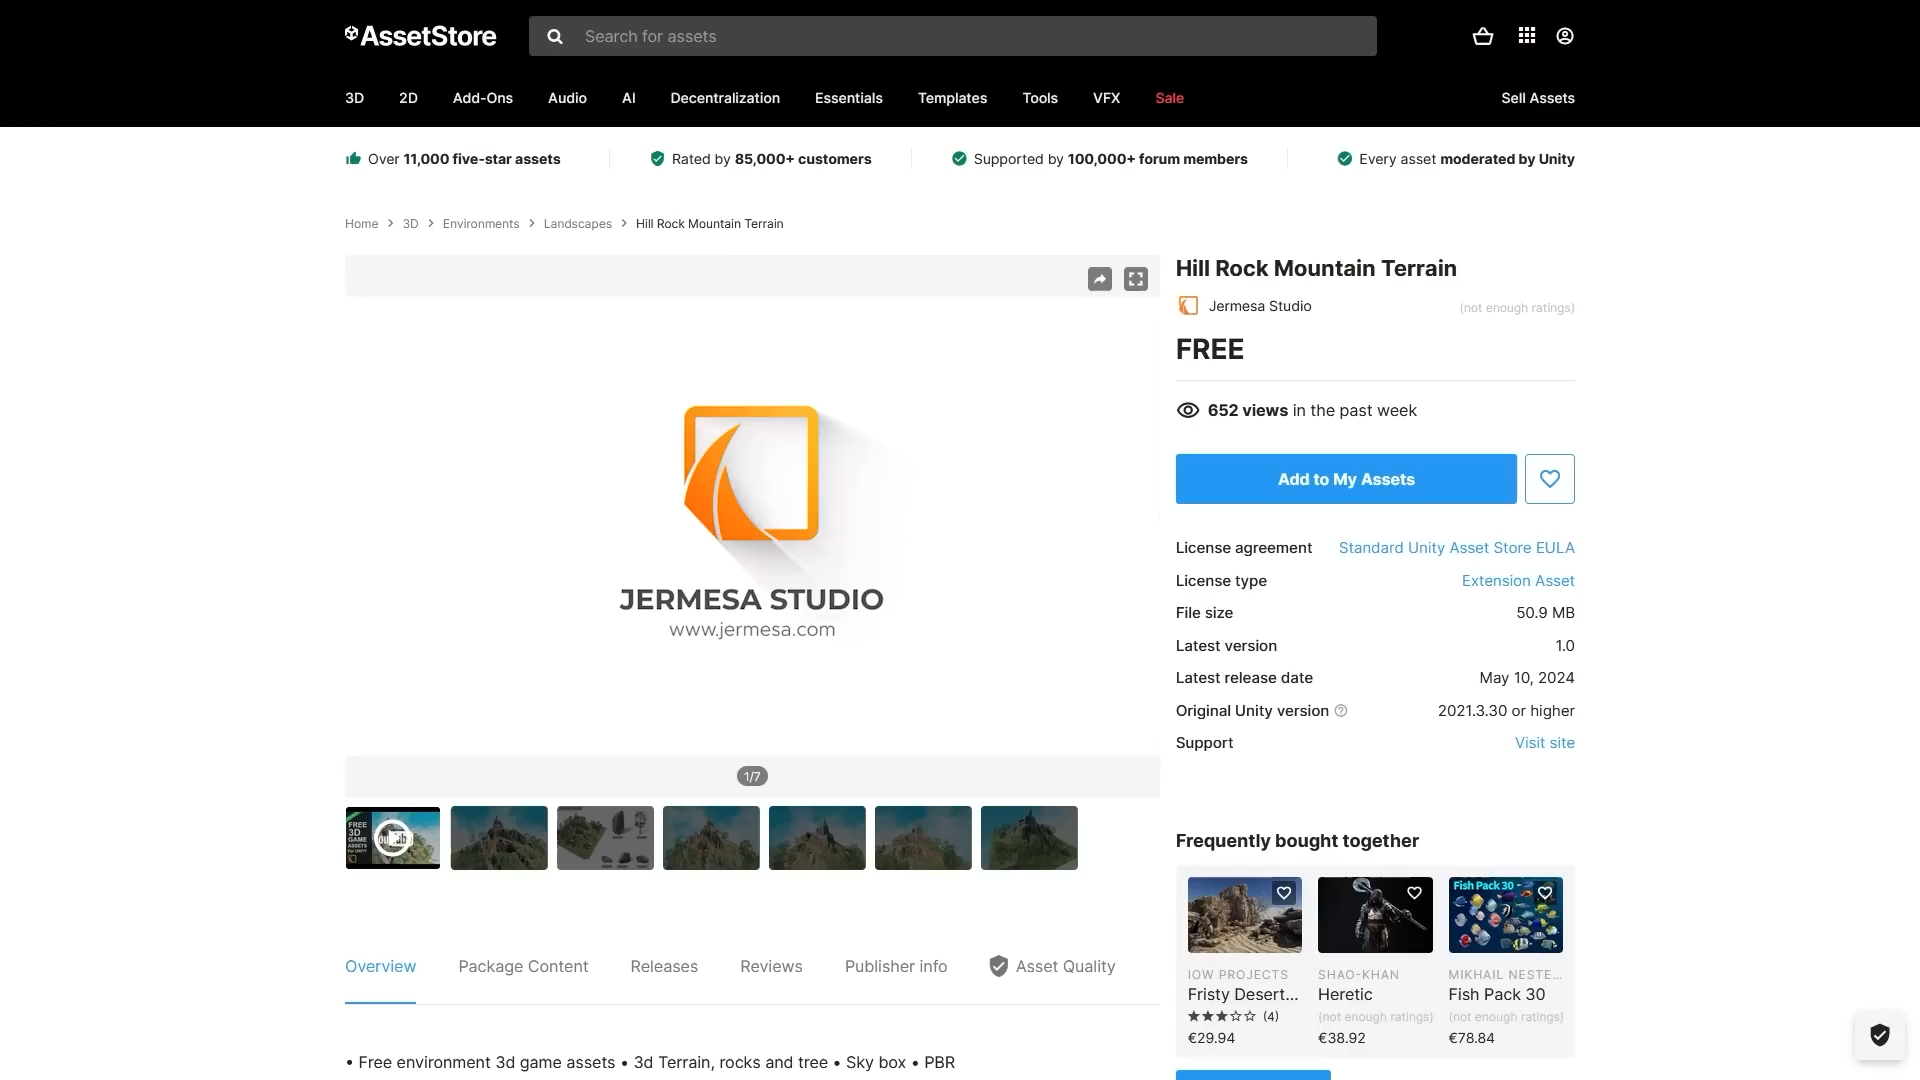 AssetStore
Search for assets
3D
2D
Add-Ons
Audio
AI
Decentralization
Essentials
Templates
Tools
VFX
Sale
Sell Assets
Over 11,000 five-star assets
Rated by 85,000+ customers
Supported by 100,000+ forum members
Every asset moderated by Unity
Home > 3D > Environments > Landscapes > Hill Rock Mountain Terrain
JERMESA STUDIO
www.jermesa.com
1/7
FREE
3D
GAME
ASSETS
Hill Rock Mountain Terrain
Jermesa Studio
(not enough ratings)
FREE
652 views in the past week
Add to My Assets
License agreement
Standard Unity Asset Store EULA
License type
Extension Asset
File size
50.9 MB
Latest version
1.0
Latest release date
May 10, 2024
Original Unity version
2021.3.30 or higher
Support
Visit site
Frequently bought together
IOW PROJECTS
Fristy Desert...
(4)
€29.94
SHAO-KHAN
Heretic
(not enough ratings)
€38.92
Fish Pack 30
MIKHAIL NESTE...
Fish Pack 30
(not enough ratings)
€78.84
Overview
Package Content
Releases
Reviews
Publisher info
Asset Quality
• Free environment 3d game assets • 3d Terrain, rocks and tree • Sky box • PBR